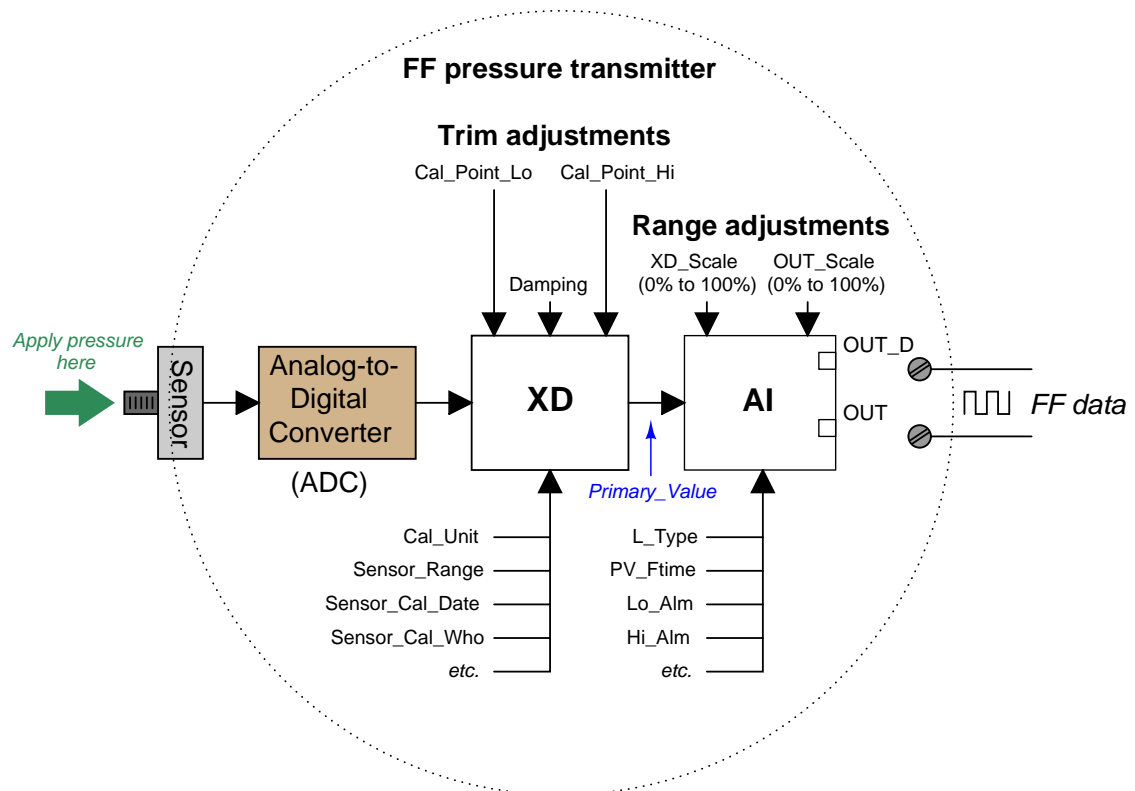 FF pressure transmitter
Trim adjustments
Cal_Point_Lo
Cal_Point_Hi
Range adjustments
XD_Scale
(0% to 100%)
OUT_Scale
(0% to 100%)
Damping
Apply pressure
here
Sensor
Analog-to-
Digital
Converter
(ADC)
XD
AI
OUT_D
OUT
FF data
Primary_Value
Cal_Unit
Sensor_Range
Sensor_Cal_Date
Sensor_Cal_Who
etc.
L_Type
PV_Ftime
Lo_Alm
Hi_Alm
etc.